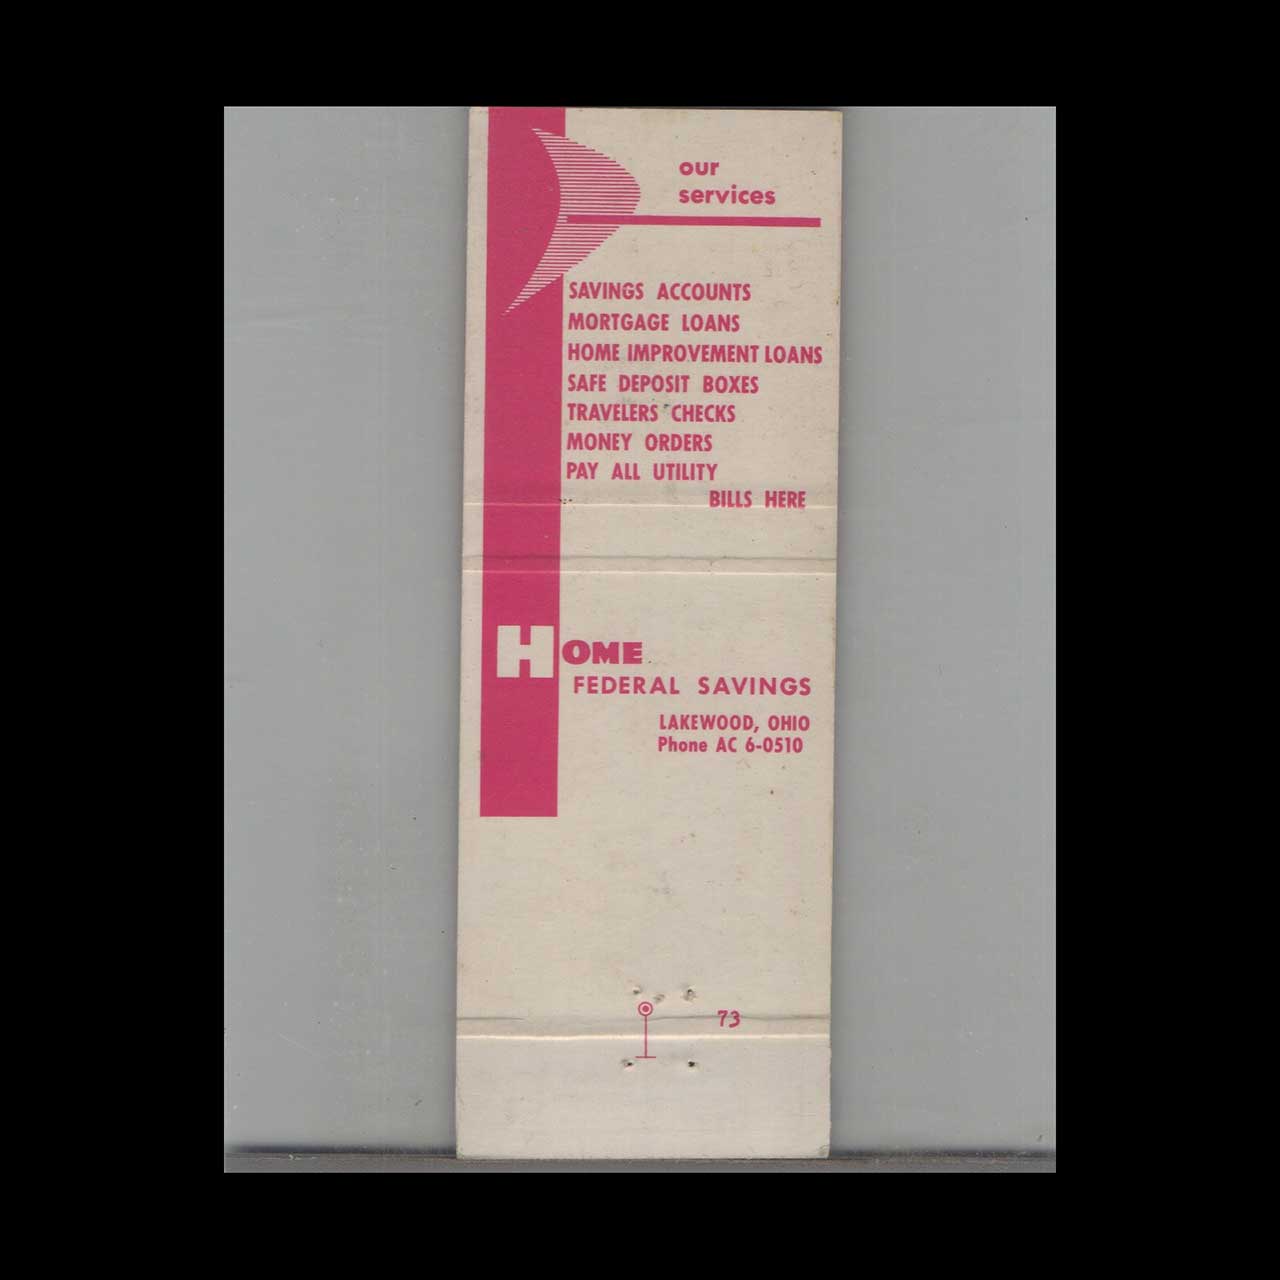 our
services
SAVINGS ACCOUNTS
MORTGAGE LOANS
HOME IMPROVEMENT LOANS
SAFE DEPOSIT BOXES
TRAVELERS CHECKS
MONEY ORDERS
PAY ALL UTILITY
BILLS HERE
HOME
FEDERAL SAVINGS
LAKEWOOD, OHIO
Phone AC 6-0510
73